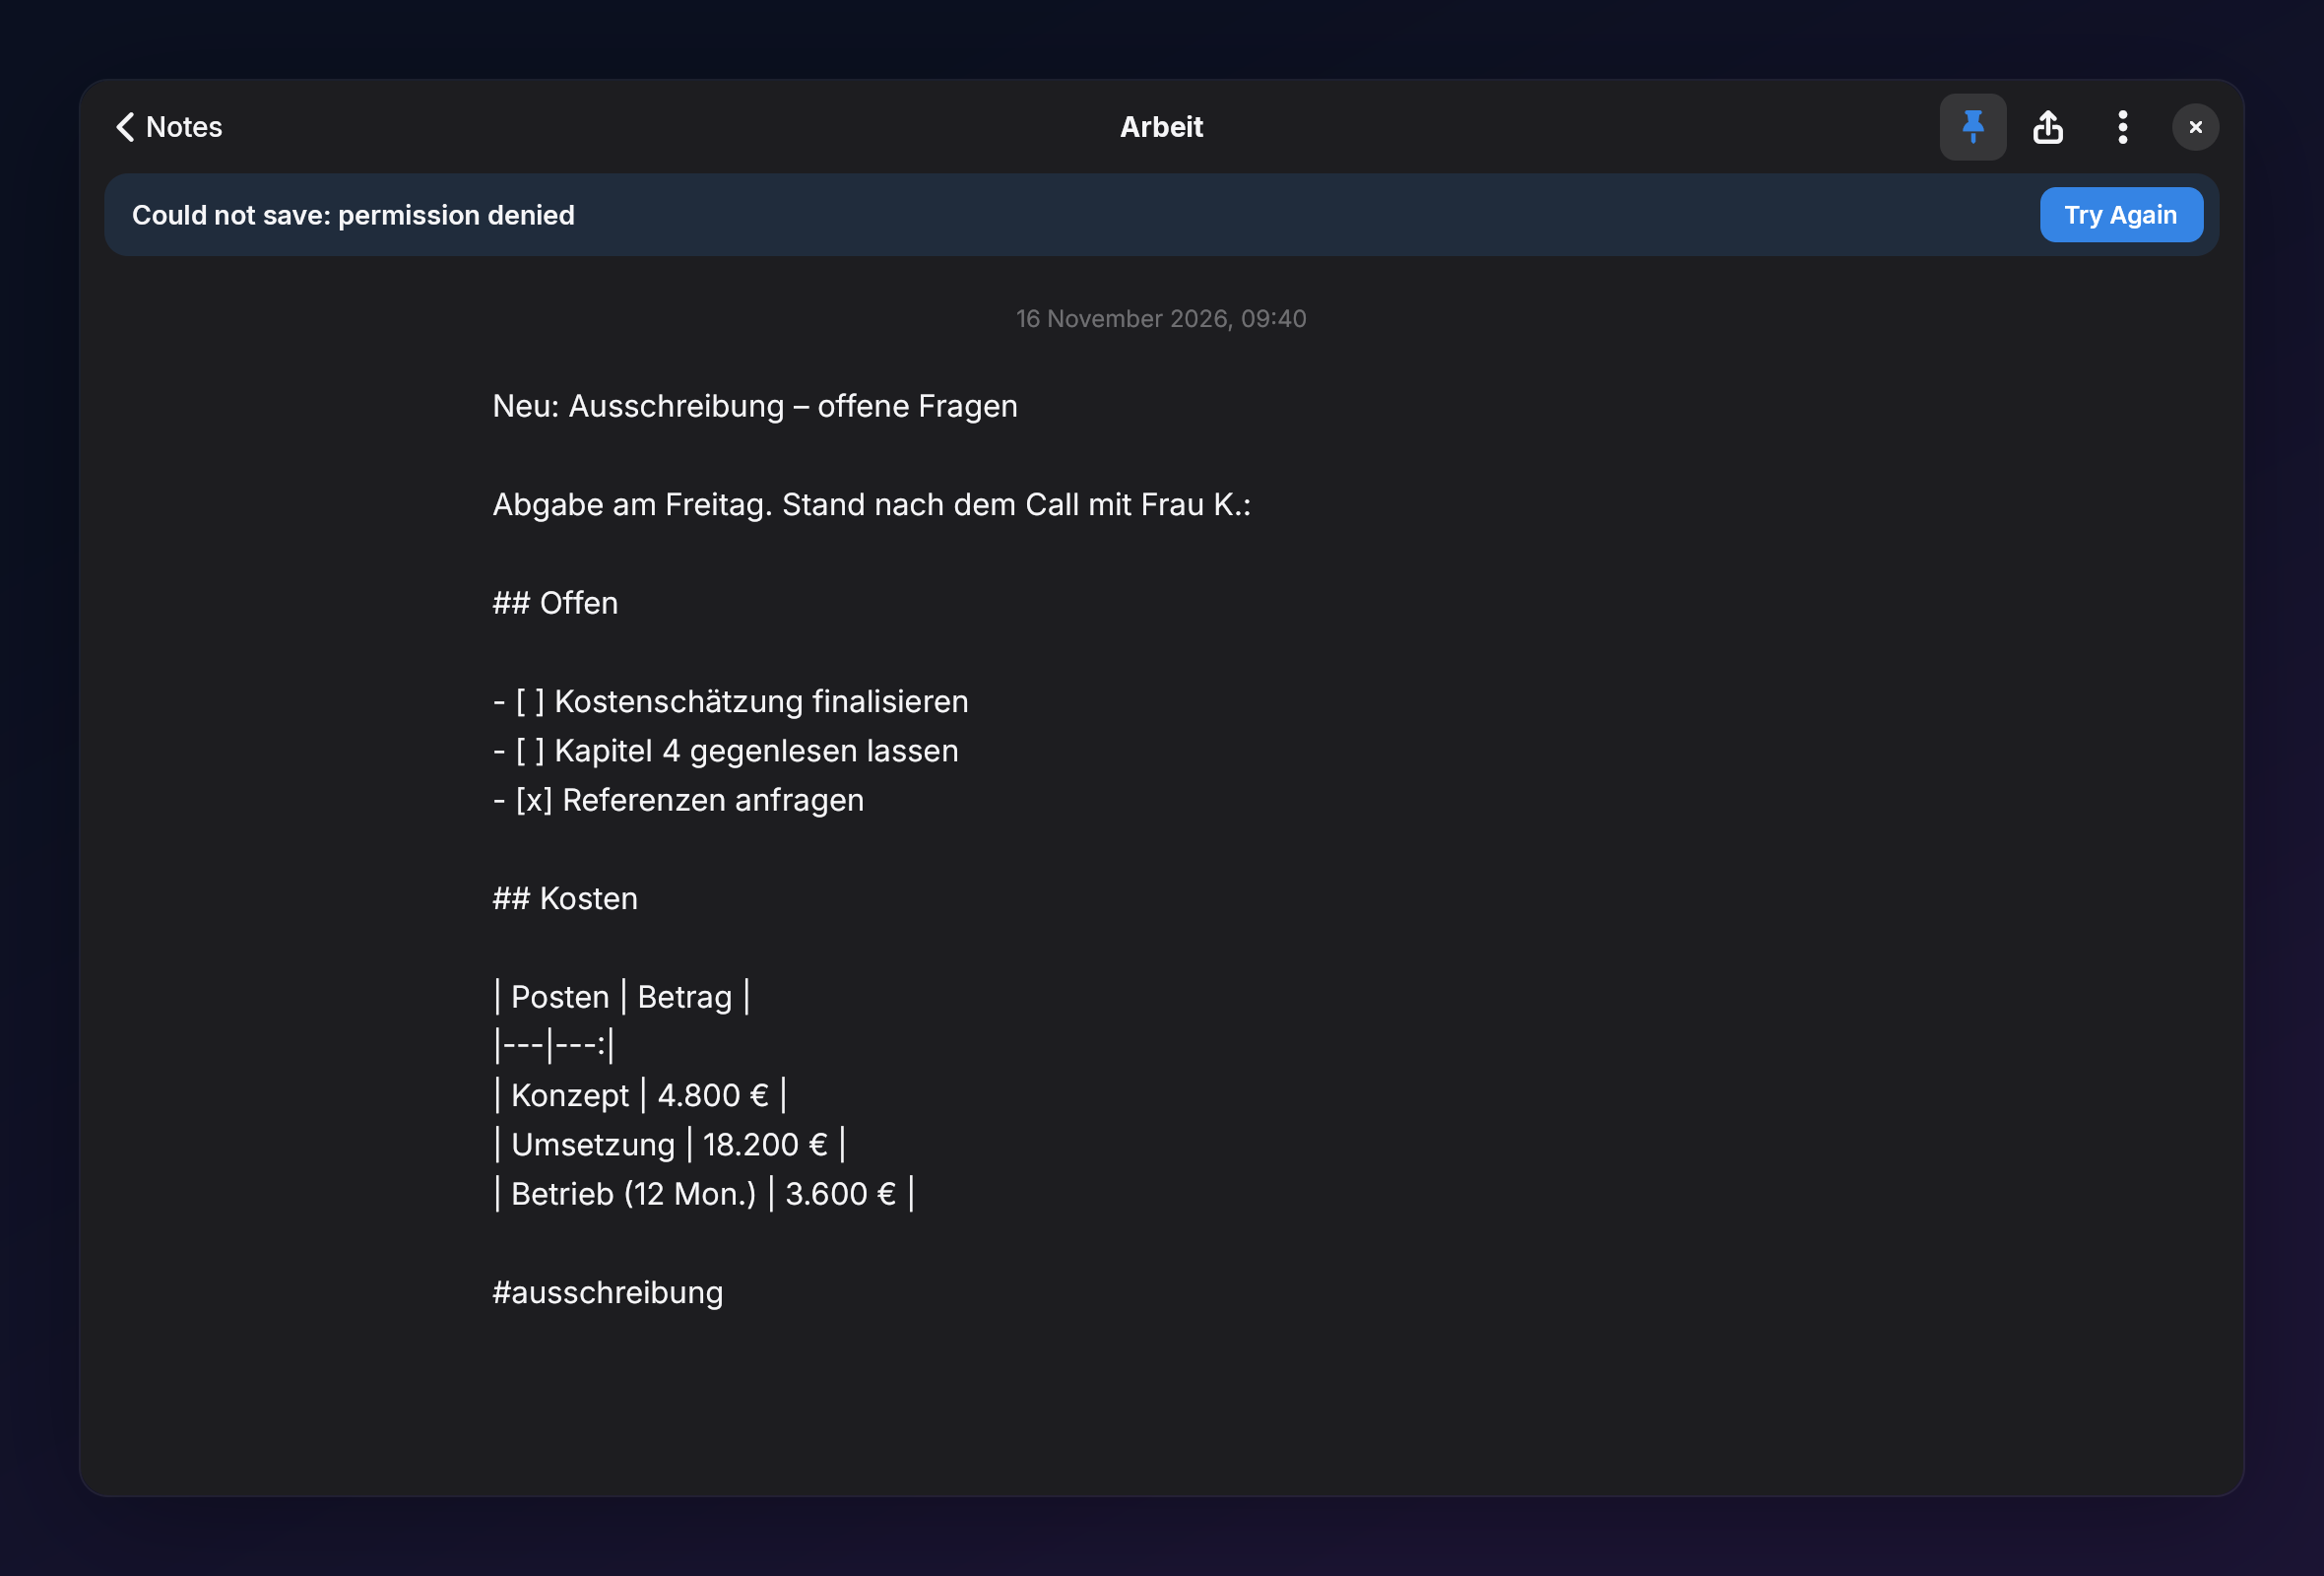 Notes
Arbeit
Could not save: permission denied
Try Again
16 November 2026, 09:40
Neu: Ausschreibung – offene Fragen
Abgabe am Freitag. Stand nach dem Call mit Frau K.:
## Offen
- [ ] Kostenschätzung finalisieren
- [ ] Kapitel 4 gegenlesen lassen
- [x] Referenzen anfragen
## Kosten
| Posten | Betrag |
|---|---:|
| Konzept | 4.800 € |
| Umsetzung | 18.200 € |
| Betrieb (12 Mon.) | 3.600 € |
#ausschreibung